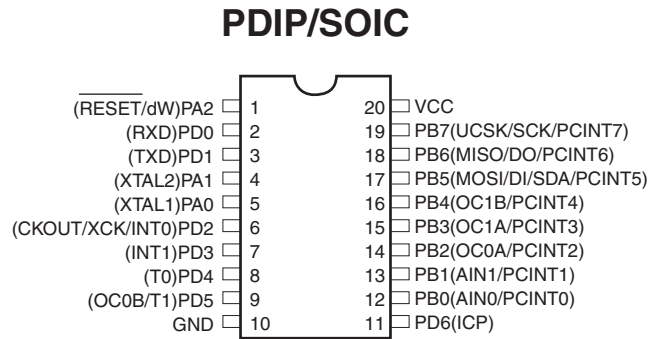 PDIP/SOIC
(RESET/dW)PA2 1 20 VCC
(RXD)PD0 2 19 PB7(UCSK/SCK/PCINT7)
(TXD)PD1 3 18 PB6(MISO/DO/PCINT6)
(XTAL2)PA1 4 17 PB5(MOSI/DI/SDA/PCINT5)
(XTAL1)PA0 5 16 PB4(OC1B/PCINT4)
(CKOUT/XCK/INT0)PD2 6 15 PB3(OC1A/PCINT3)
(INT1)PD3 7 14 PB2(OC0A/PCINT2)
(T0)PD4 8 13 PB1(AIN1/PCINT1)
(OC0B/T1)PD5 9 12 PB0(AIN0/PCINT0)
GND 10 11 PD6(ICP)